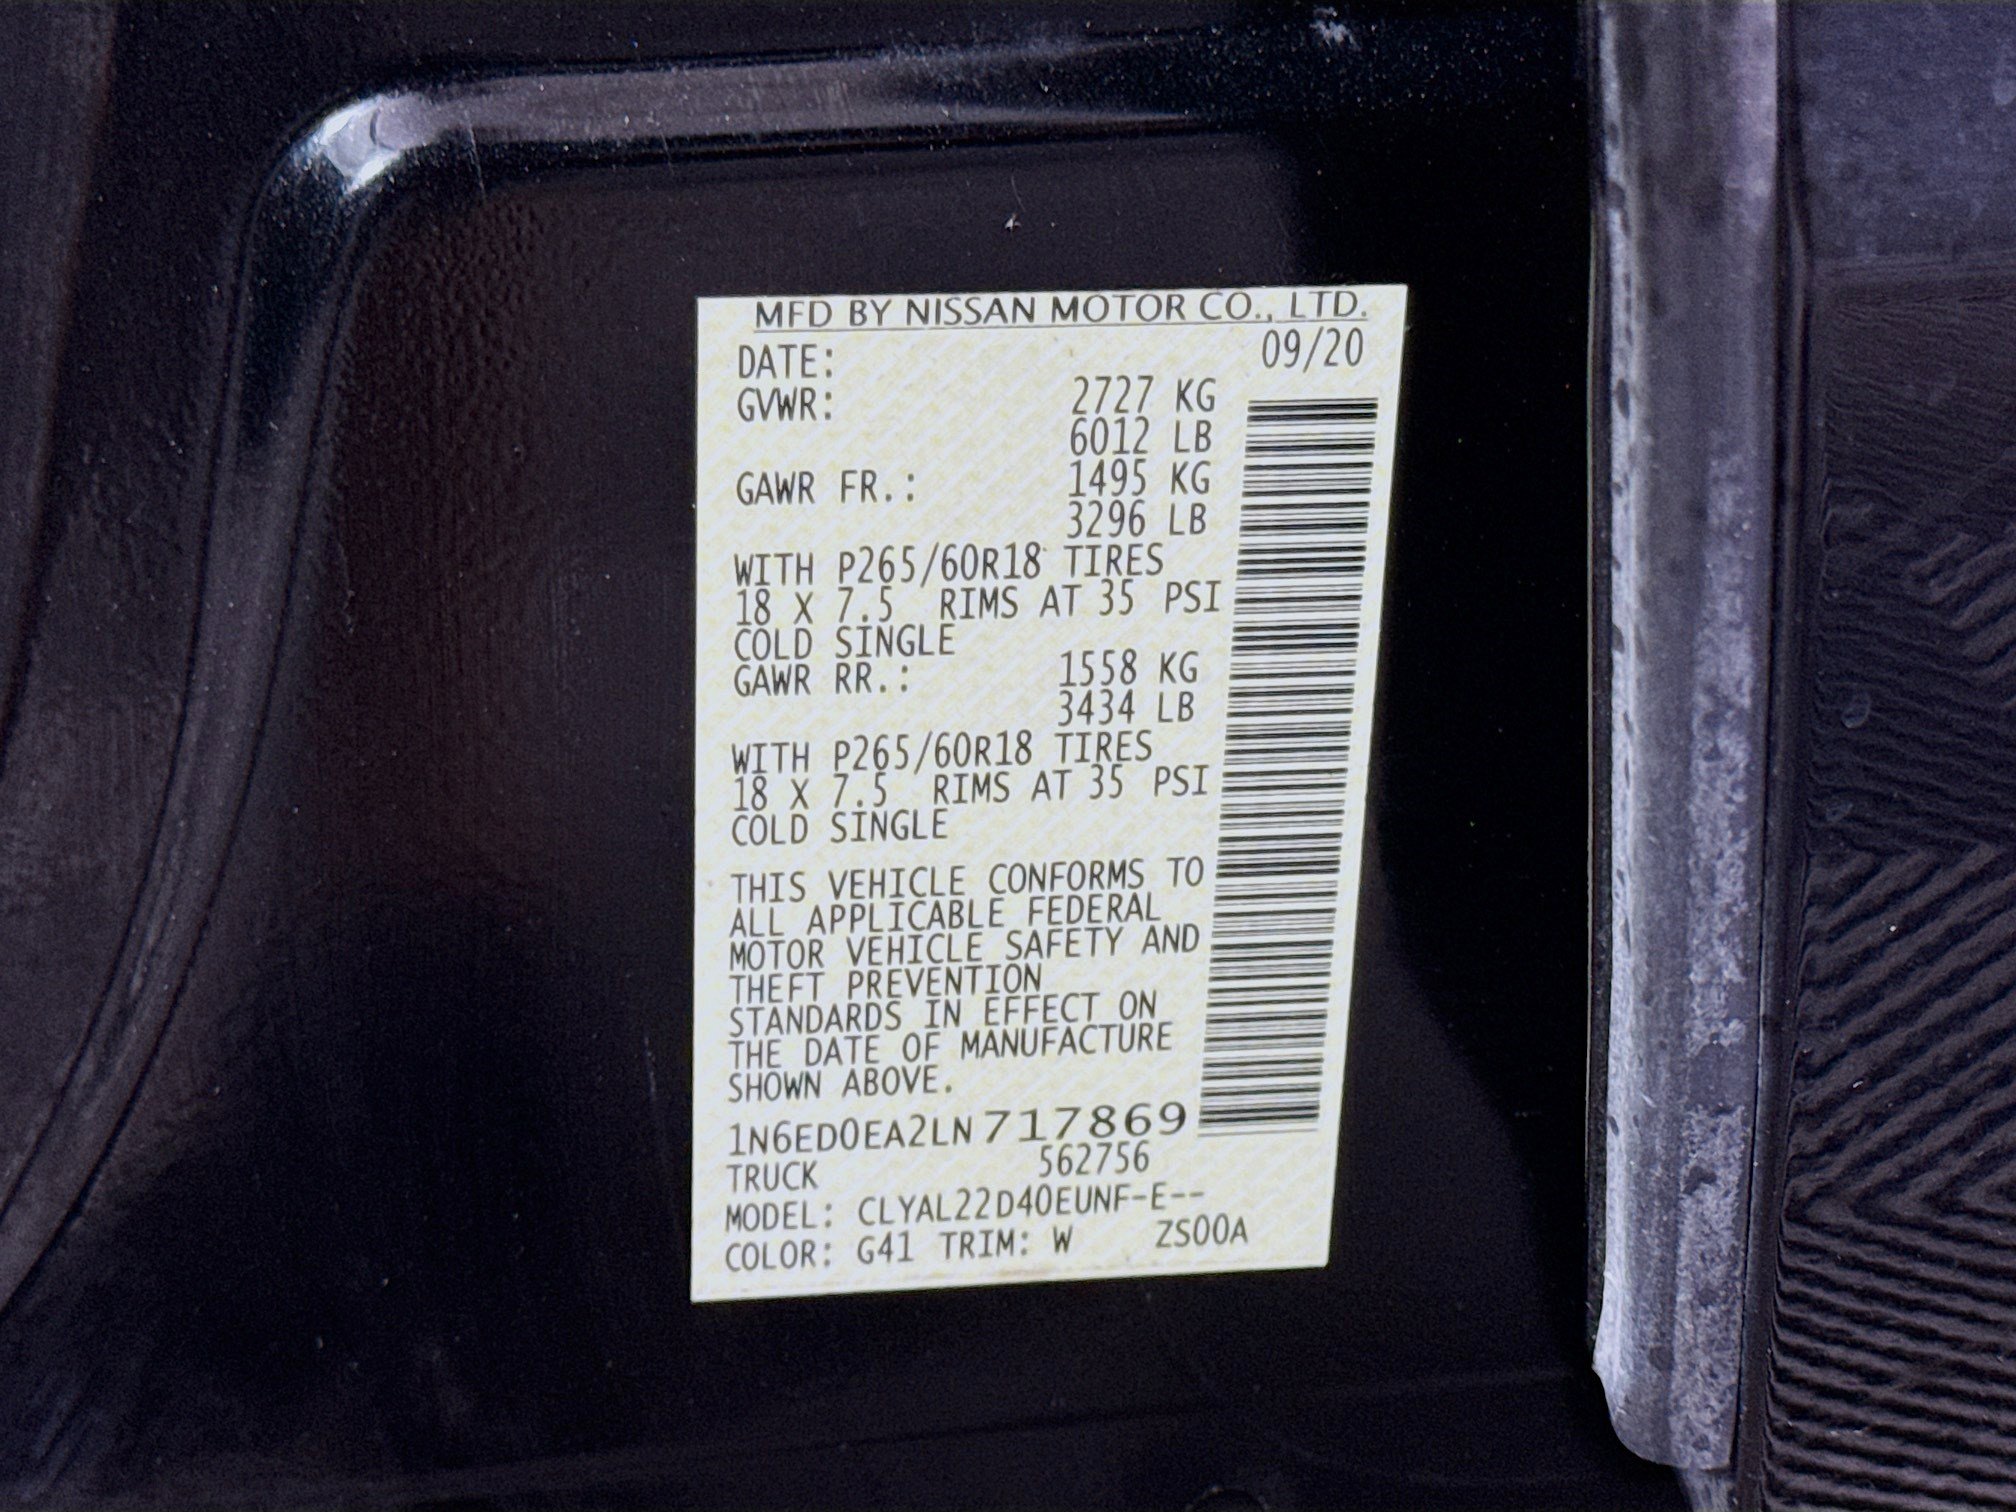 MFD BY NISSAN MOTOR CO., LTD.
DATE: 09/20
GVWR: 2727 KG
6012 LB
GAWR FR.: 1495 KG
3296 LB
WITH P265/60R18 TIRES
18 X 7.5 RIMS AT 35 PSI
COLD SINGLE
GAWR RR.: 1558 KG
3434 LB
WITH P265/60R18 TIRES
18 X 7.5 RIMS AT 35 PSI
COLD SINGLE
THIS VEHICLE CONFORMS TO
ALL APPLICABLE FEDERAL
MOTOR VEHICLE SAFETY AND
THEFT PREVENTION
STANDARDS IN EFFECT ON
THE DATE OF MANUFACTURE
SHOWN ABOVE.
1N6ED0EA2LN717869
TRUCK 562756
MODEL: CLYAL22D40EUNF-E--
COLOR: G41 TRIM: W ZS00A